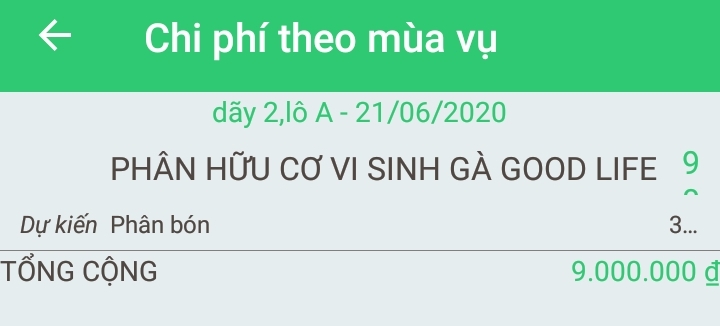 Chi phí theo mùa vụ
dãy 2,lô A - 21/06/2020
PHÂN HỮU CƠ VI SINH GÀ GOOD LIFE 9
Dự kiến Phân bón 3...
TỔNG CỘNG 9.000.000 đ